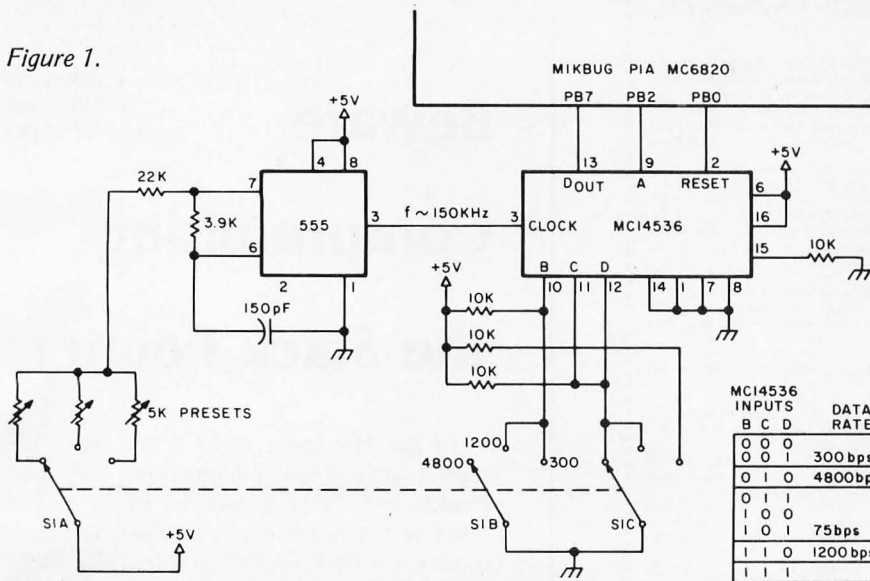 Figure 1.
MIKBUG PIA MC6820
PB7 PB2 PB0
+5V
4 8
13 9 2
DOUT A RESET
+5V
6
16
15
10K
22K
7
3.9K
6
555
3
f ~ 150KHz
3
CLOCK
MC14536
2 1
150pF
B C D
10 11 12 14 1 7 8
+5V
10K
10K
10K
5K PRESETS
S1A
+5V
1200
4800
300
S1B
S1C
MC14536
INPUTS
B C D
DATA
RATE
0 0 0
0 0 1 300 bps
0 1 0 4800 bp
0 1 1
1 0 0
1 0 1 75 bps
1 1 0 1200 bps
1 1 1